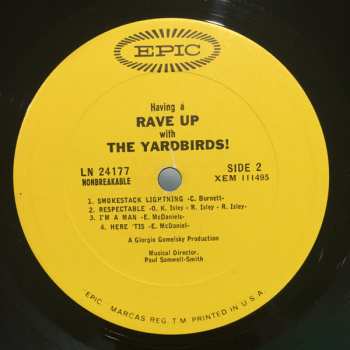 EPIC
Having a
RAVE UP
with
THE YARDBIRDS!
LN 24177 SIDE 2
NONBREAKABLE XEM 111495
1. SMOKESTACK LIGHTNING -C. Burnett-
2. RESPECTABLE -O. K. Isley - R. Isley - R. Isley-
3. I'M A MAN -E. McDaniels-
4. HERE 'TIS -E. McDaniel-
A Giorgio Gomelsky Production
Musical Director,
Paul Samwell-Smith
EPIC. MARCAS REG. T M PRINTED IN U.S.A.